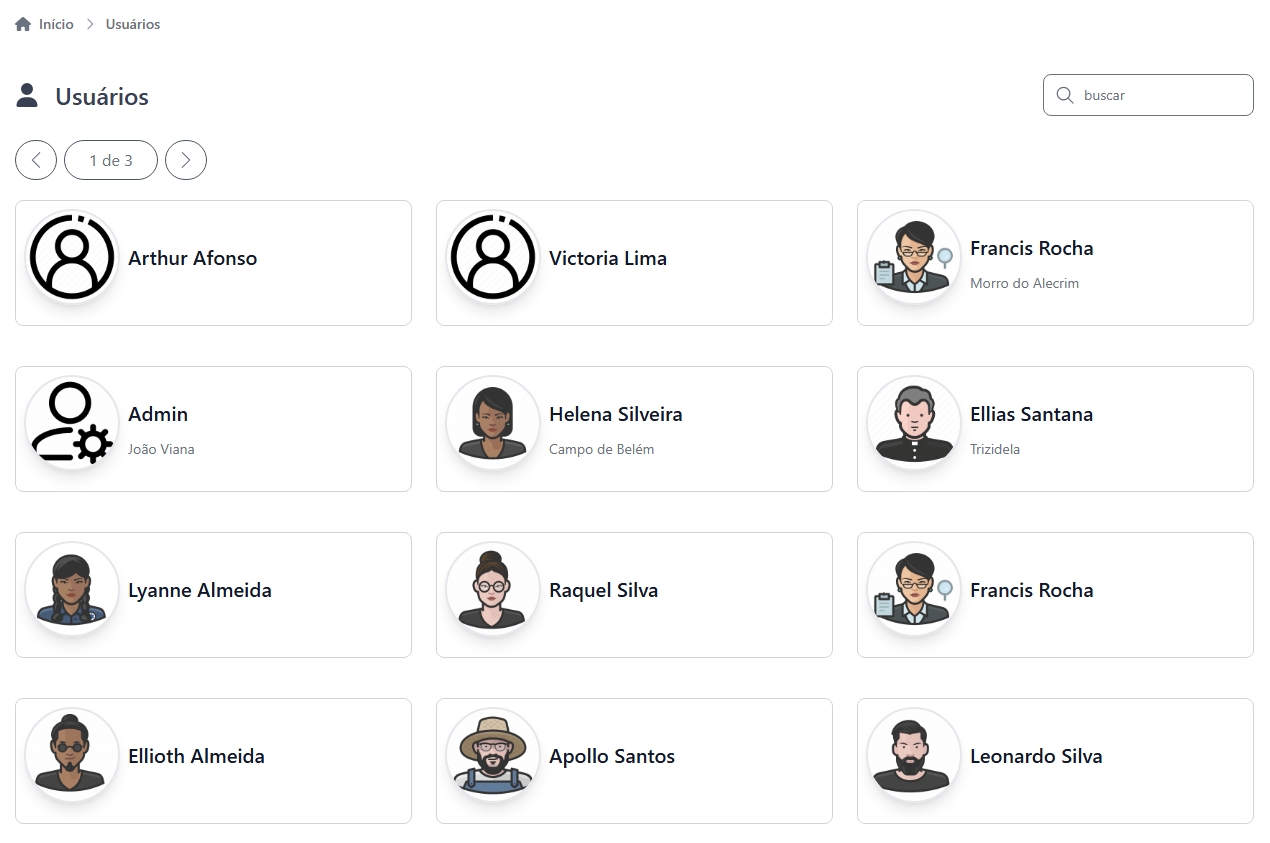 Início
Usuários
Usuários
buscar
1 de 3
Arthur Afonso
Victoria Lima
Francis Rocha
Morro do Alecrim
Admin
João Viana
Helena Silveira
Campo de Belém
Ellias Santana
Trizidela
Lyanne Almeida
Raquel Silva
Francis Rocha
Ellioth Almeida
Apollo Santos
Leonardo Silva